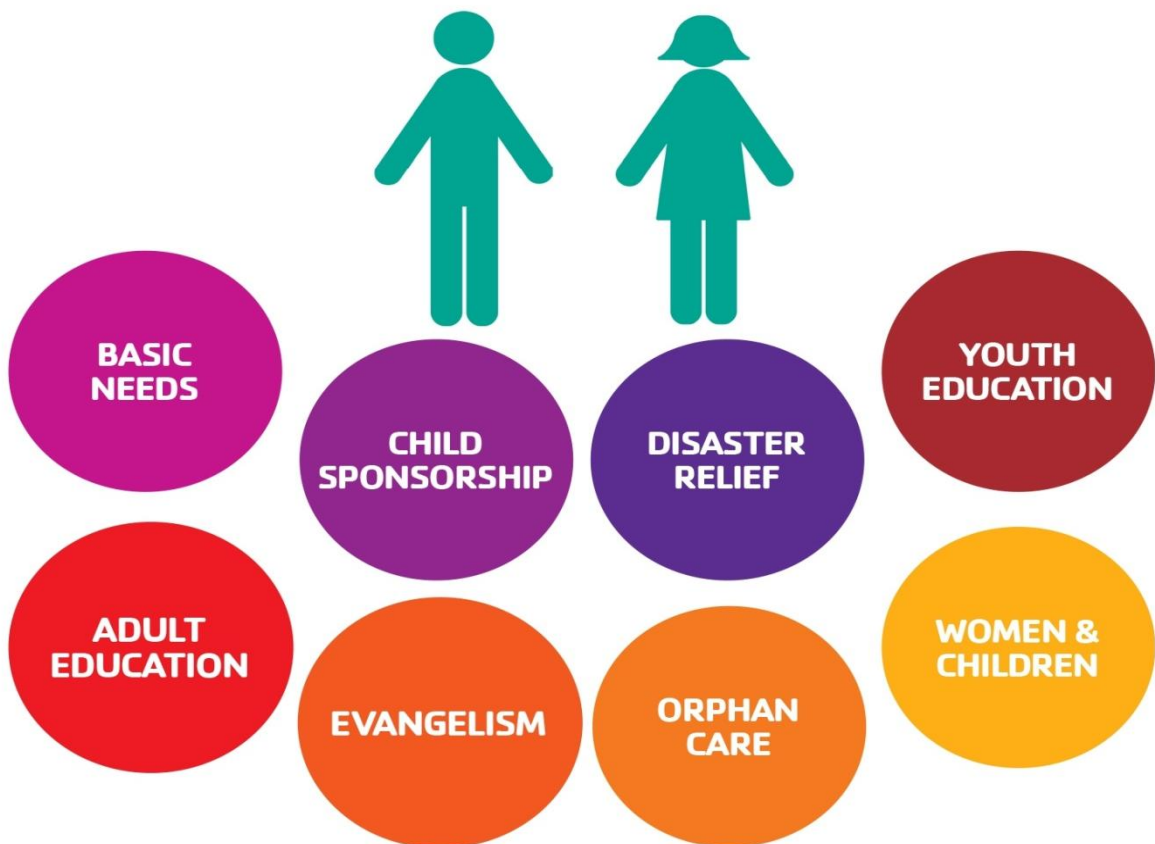 BASIC
NEEDS
CHILD
SPONSORSHIP
DISASTER
RELIEF
YOUTH
EDUCATION
ADULT
EDUCATION
EVANGELISM
ORPHAN
CARE
WOMEN &
CHILDREN